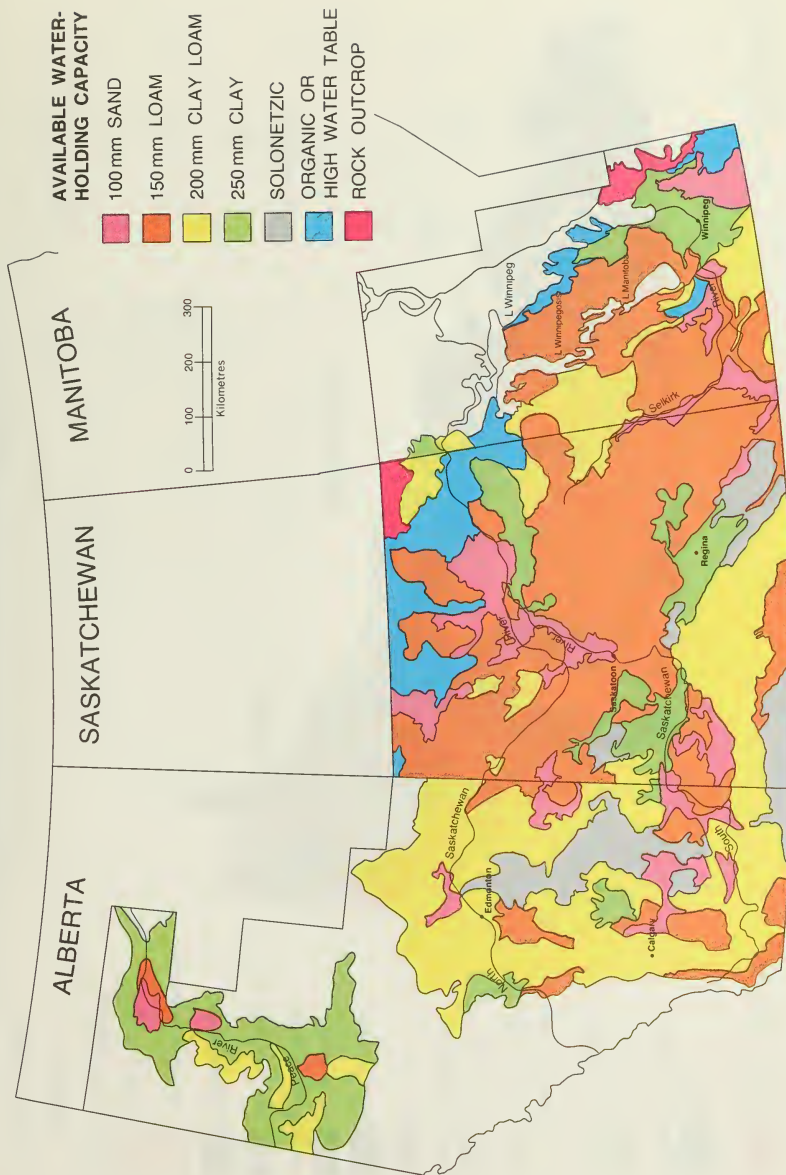 ALBERTA
SASKATCHEWAN
MANITOBA
0 100 200 300
Kilometres
AVAILABLE WATER-
HOLDING CAPACITY
100 mm SAND
150 mm LOAM
200 mm CLAY LOAM
250 mm CLAY
SOLONETZIC
ORGANIC OR
HIGH WATER TABLE
ROCK OUTCROP
Peace
River
North
Saskatchewan
Edmonton
Calgary
South
Saskatchewan
Saskatoon
River
River
Regina
Selkirk
River
L Winnipeg
L Winnipegosis
L Manitoba
Winnipeg